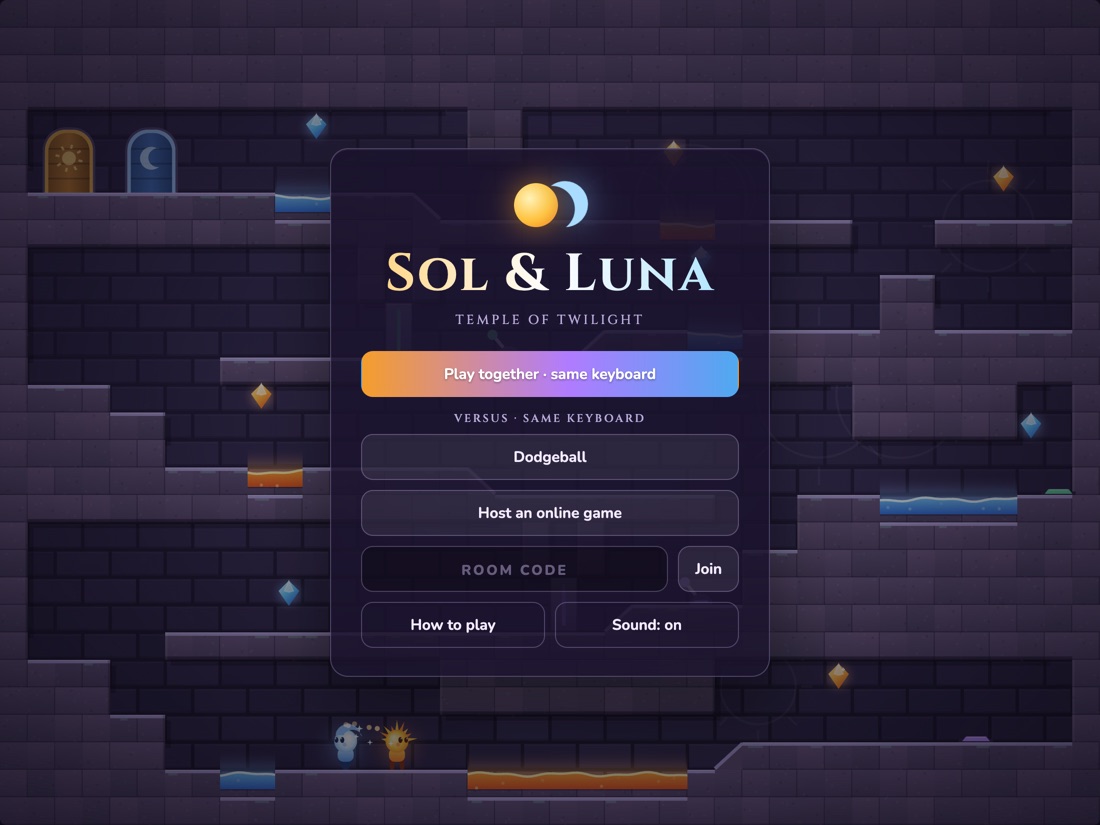 Sol & Luna
TEMPLE OF TWILIGHT
Play together · same keyboard
VERSUS · SAME KEYBOARD
Dodgeball
Host an online game
ROOM CODE
Join
How to play
Sound: on